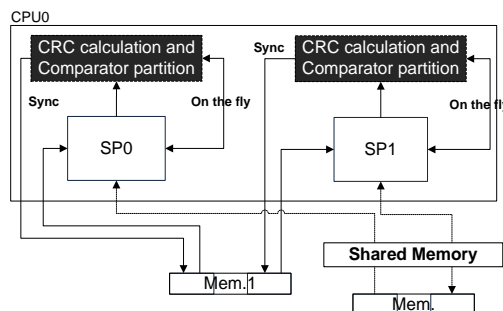 CPU0
CRC calculation and
Comparator partition
Sync
On the fly
SP0
CRC calculation and
Comparator partition
Sync
On the fly
SP1
Shared Memory
Mem.1
Mem.